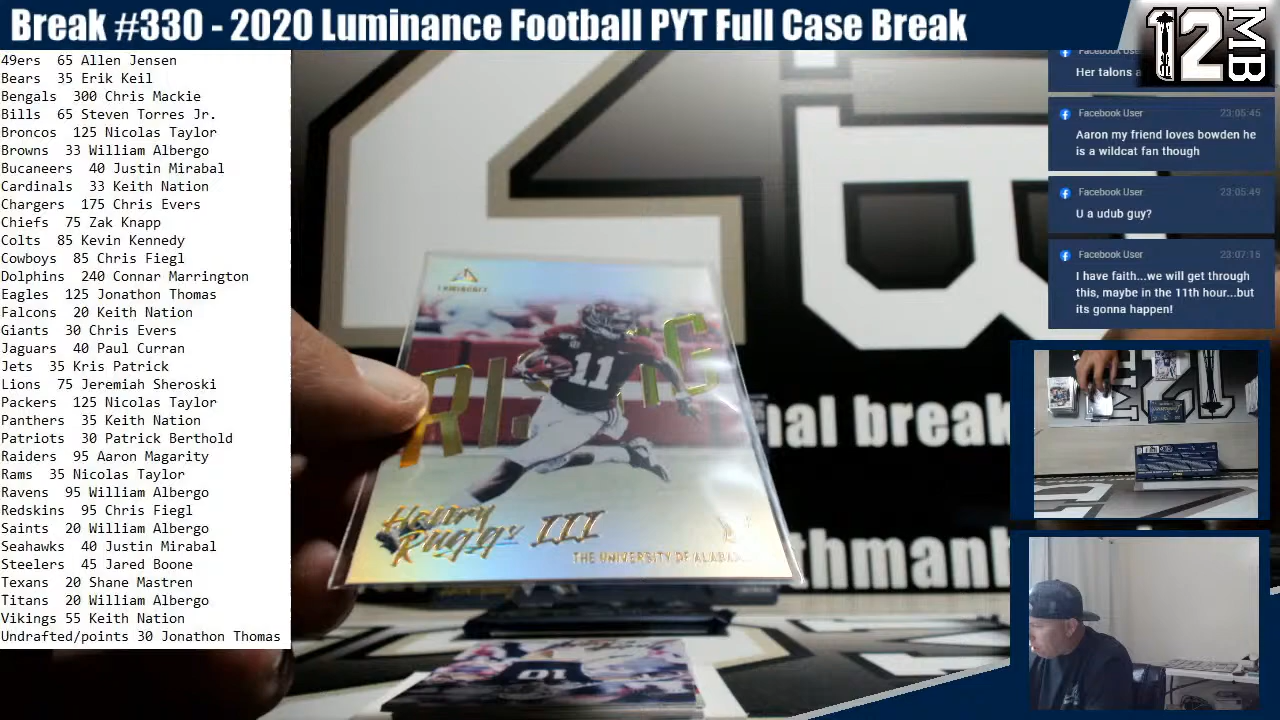 Break #330 - 2020 Luminance Football PYT Full Case Break
12
MB
49ers 65 Allen Jensen
Bears 35 Erik Keil
Bengals 300 Chris Mackie
Bills 65 Steven Torres Jr.
Broncos 125 Nicolas Taylor
Browns 33 William Albergo
Bucaneers 40 Justin Mirabal
Cardinals 33 Keith Nation
Chargers 175 Chris Evers
Chiefs 75 Zak Knapp
Colts 85 Kevin Kennedy
Cowboys 85 Chris Fiegl
Dolphins 240 Connar Marrington
Eagles 125 Jonathon Thomas
Falcons 20 Keith Nation
Giants 30 Chris Evers
Jaguars 40 Paul Curran
Jets 35 Kris Patrick
Lions 75 Jeremiah Sheroski
Packers 125 Nicolas Taylor
Panthers 35 Keith Nation
Patriots 30 Patrick Berthold
Raiders 95 Aaron Magarity
Rams 35 Nicolas Taylor
Ravens 95 William Albergo
Redskins 95 Chris Fiegl
Saints 20 William Albergo
Seahawks 40 Justin Mirabal
Steelers 45 Jared Boone
Texans 20 Shane Mastren
Titans 20 William Albergo
Vikings 55 Keith Nation
Undrafted/points 30 Jonathon Thomas
LUMINANCE
RISING
11
Henry
Ruggs III
THE UNIVERSITY OF ALABA
10
nal break
thmanb
Facebook User
Her talons a
Facebook User 23:05:45
Aaron my friend loves bowden he
is a wildcat fan though
Facebook User 23:05:49
U a udub guy?
Facebook User 23:07:15
I have faith...we will get through
this, maybe in the 11th hour...but
its gonna happen!